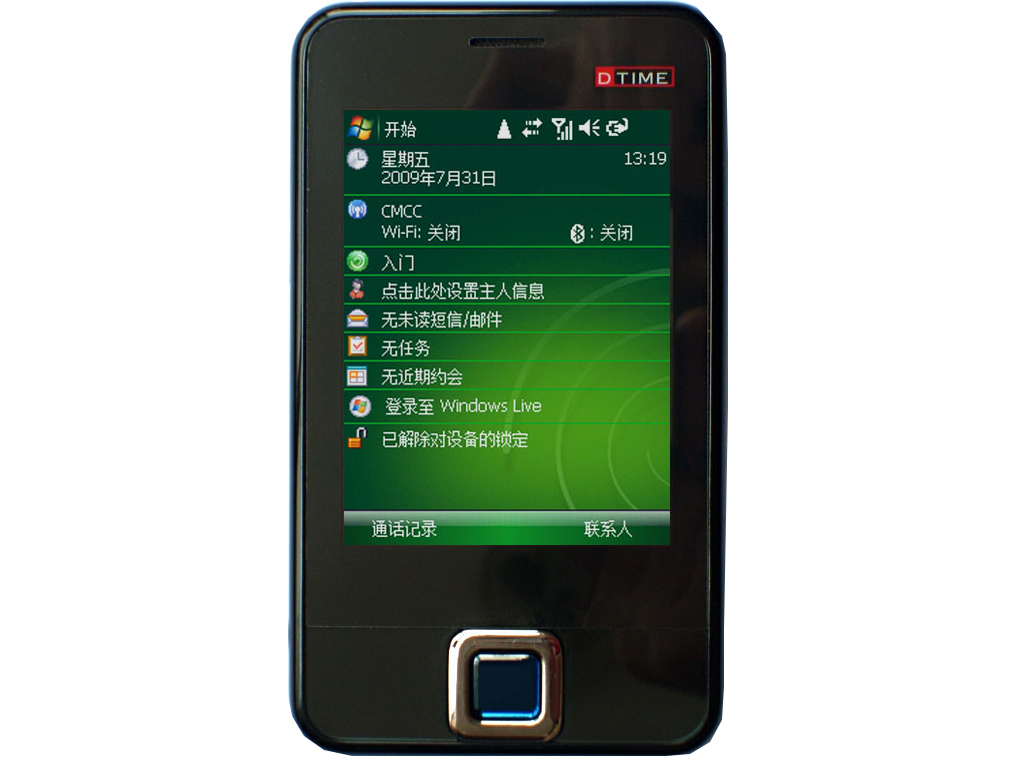 D TIME
开始
星期五 13:19
2009年7月31日
CMCC
Wi-Fi: 关闭 : 关闭
入门
点击此处设置主人信息
无未读短信/邮件
无任务
无近期约会
登录至 Windows Live
已解除对设备的锁定
通话记录 联系人